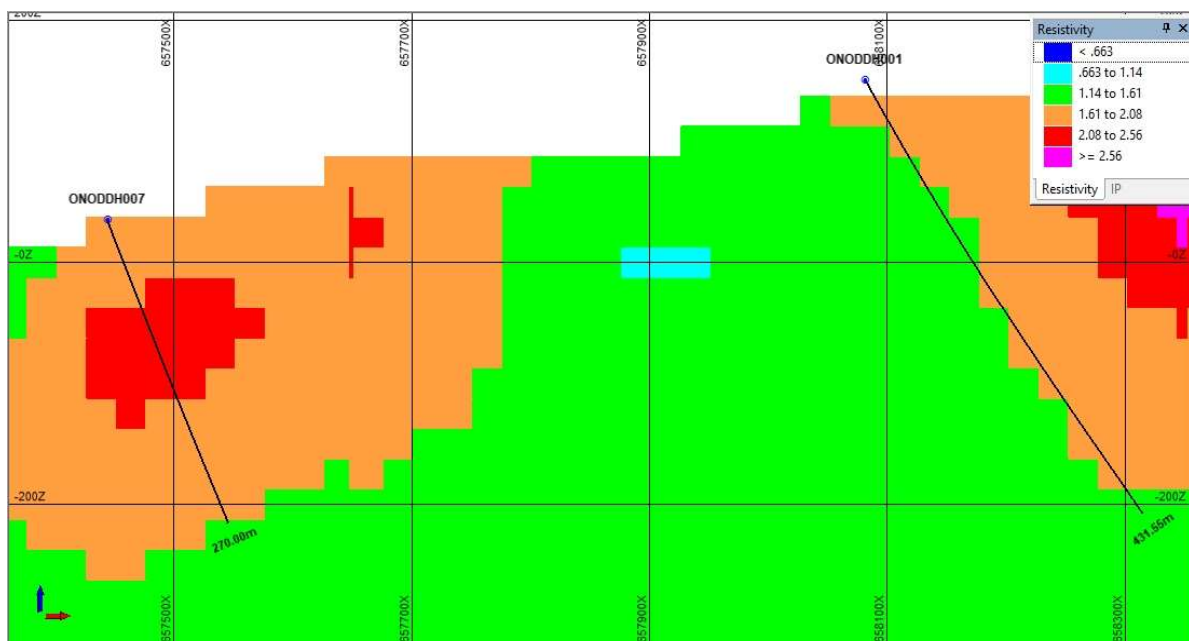 200Z
657500X
657700X
657900X
658100X
Resistivity
< .663
.663 to 1.14
1.14 to 1.61
1.61 to 2.08
2.08 to 2.56
>= 2.56
Resistivity IP
ONODDH001
ONODDH007
-0Z
-0Z
-200Z
-200Z
270.00m
431.55m
657500X
657700X
657900X
658100X
658300X